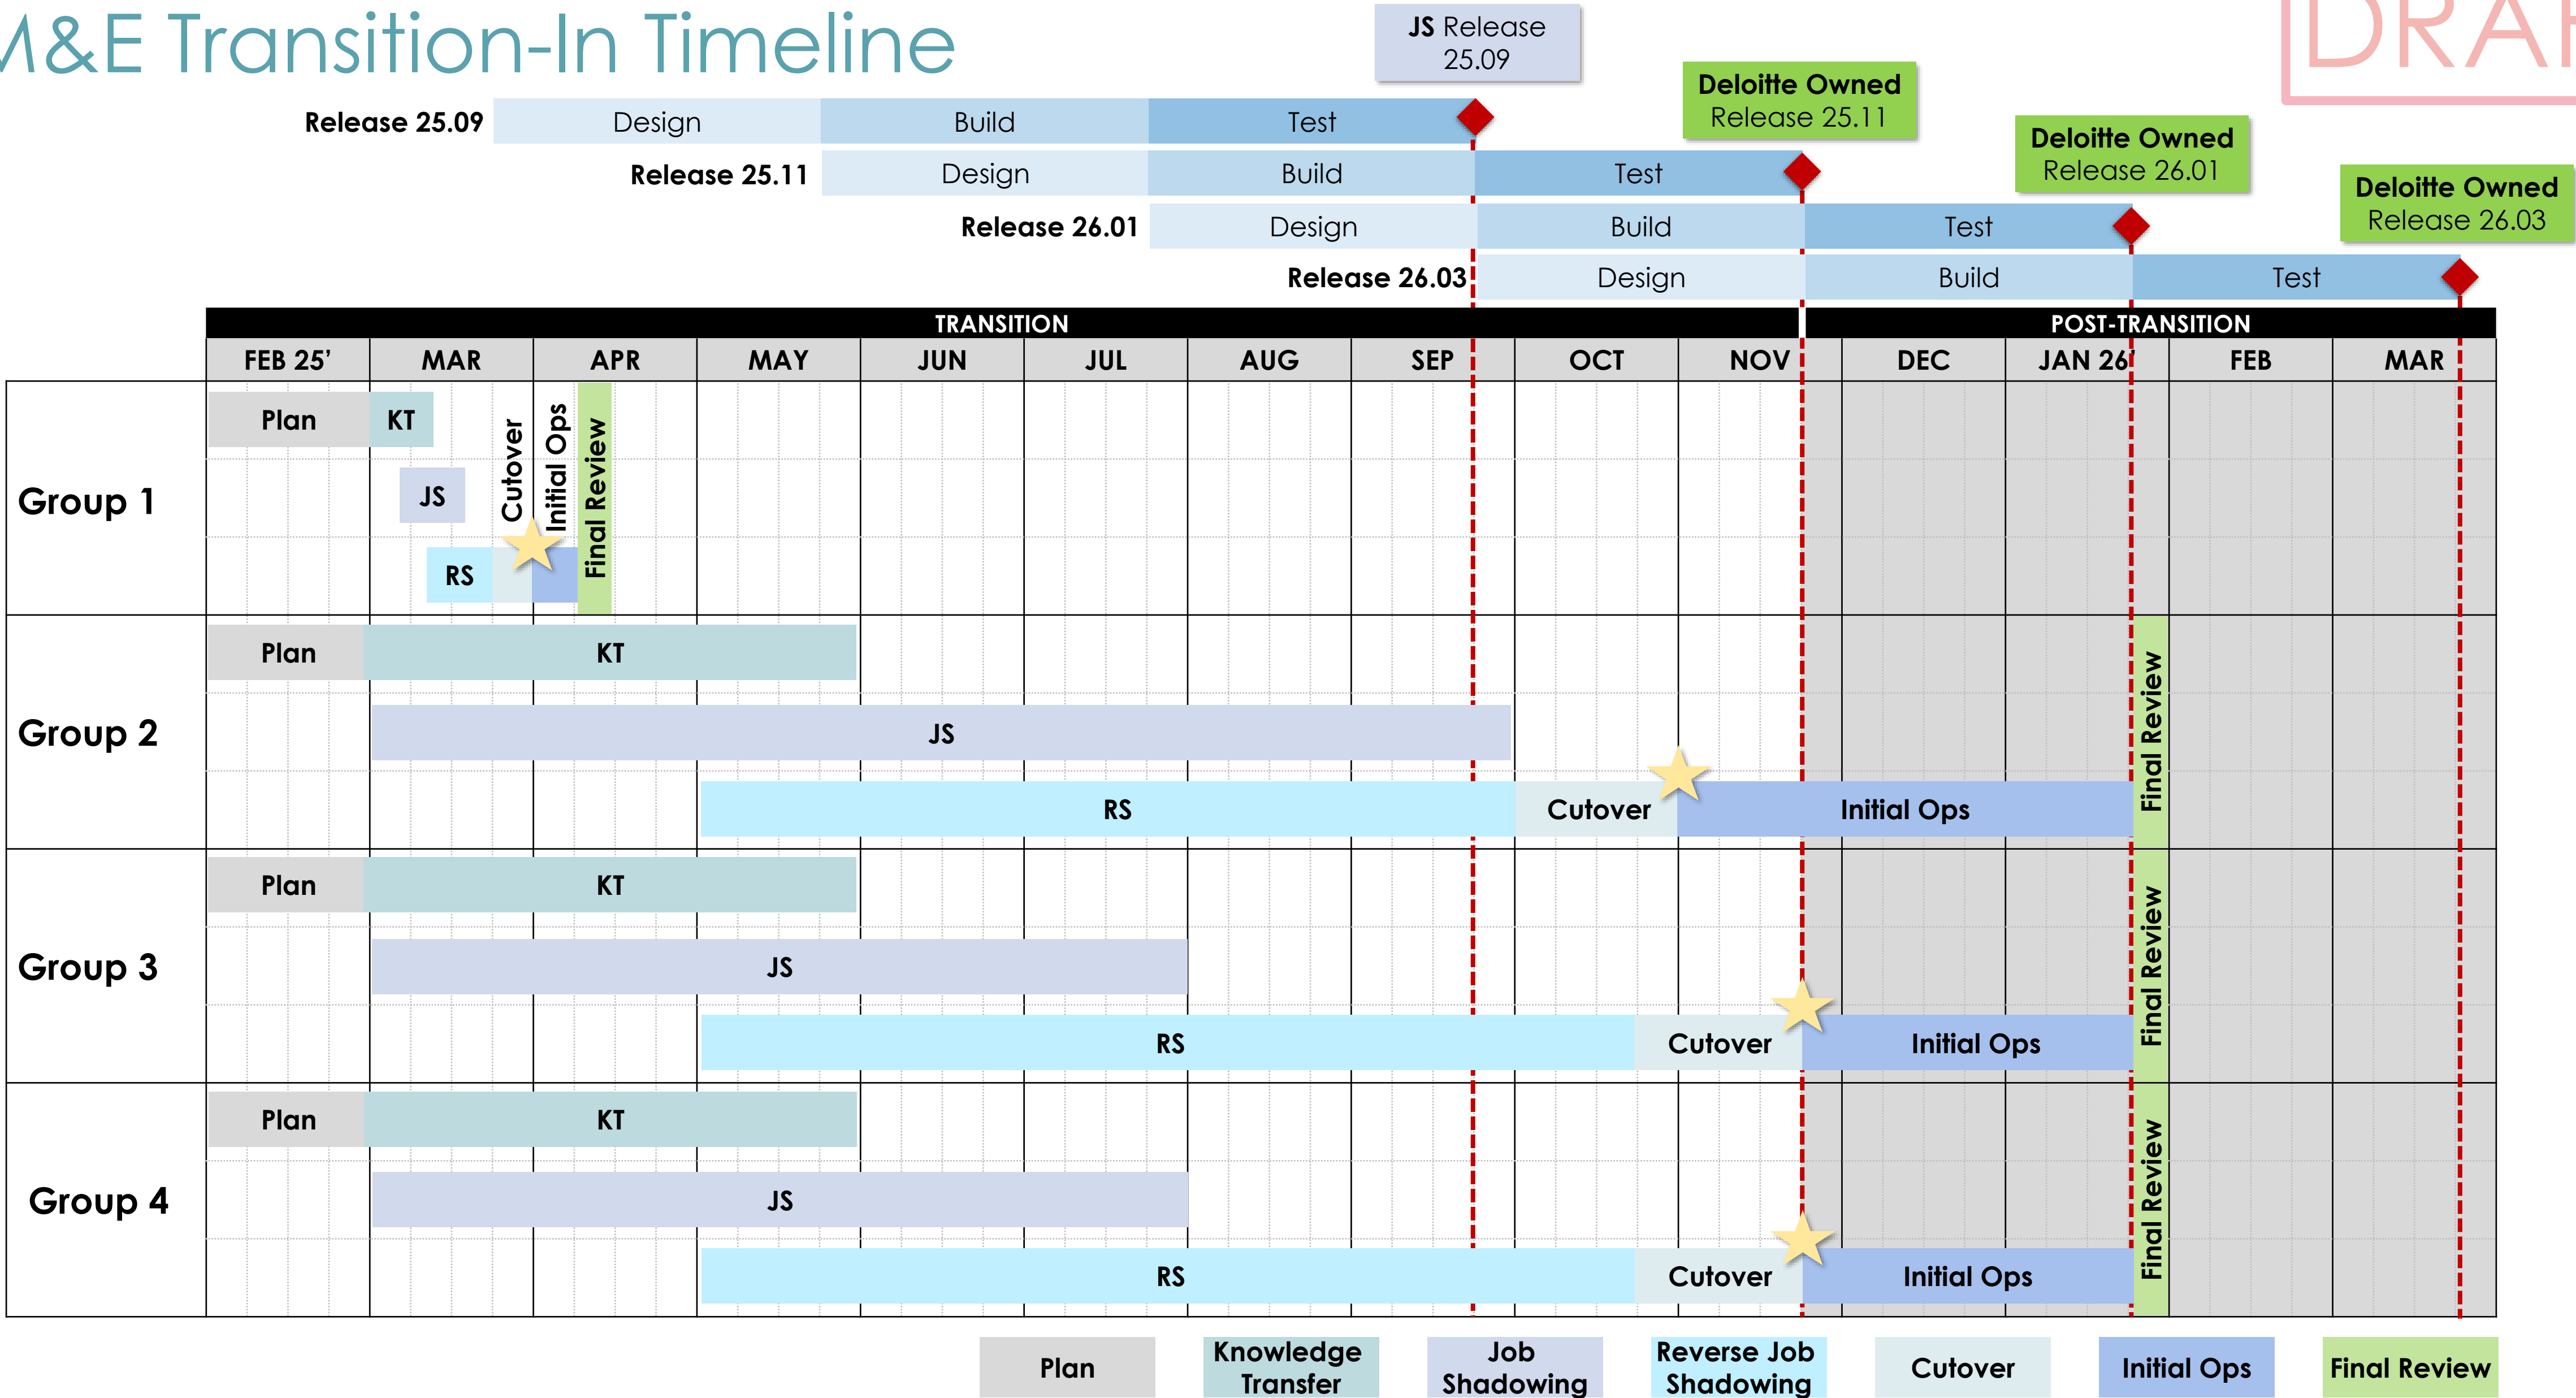 M&E Transition-In Timeline
DRAF
JS Release
25.09
Deloitte Owned
Release 25.11
Deloitte Owned
Release 26.01
Deloitte Owned
Release 26.03
Release 25.09 Design Build Test
Release 25.11 Design Build Test
Release 26.01 Design Build Test
Release 26.03 Design Build Test
TRANSITION POST-TRANSITION
FEB 25’ MAR APR MAY JUN JUL AUG SEP OCT NOV DEC JAN 26’ FEB MAR
Group 1
Plan KT
JS
RS
Cutover
Initial Ops
Final Review
Group 2
Plan KT
JS
RS Cutover Initial Ops
Final Review
Group 3
Plan KT
JS
RS Cutover Initial Ops
Final Review
Group 4
Plan KT
JS
RS Cutover Initial Ops
Final Review
Plan
Knowledge
Transfer
Job
Shadowing
Reverse Job
Shadowing
Cutover
Initial Ops
Final Review